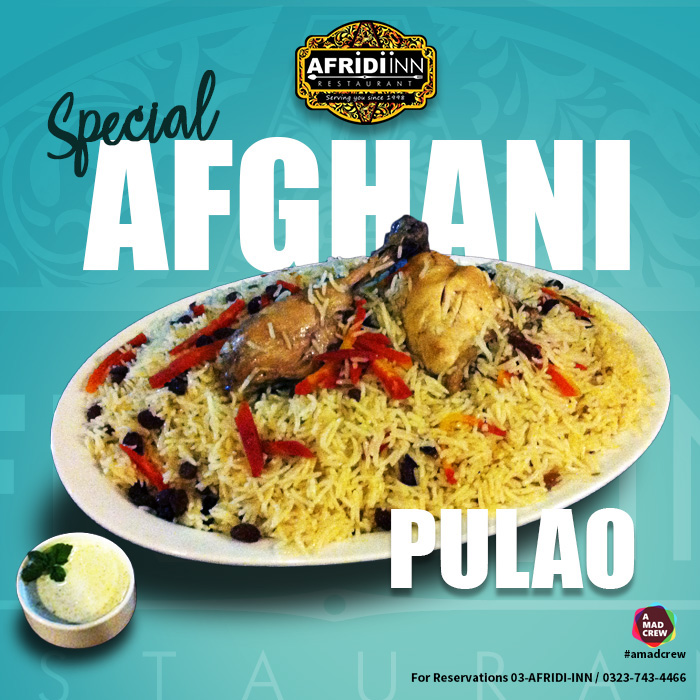 AFRiDi iNN
RESTAURANT
Serving you since 1998
Special
AFGHANI
PULAO
A
MAD
CREW
#amadcrew
For Reservations 03-AFRIDI-INN / 0323-743-4466